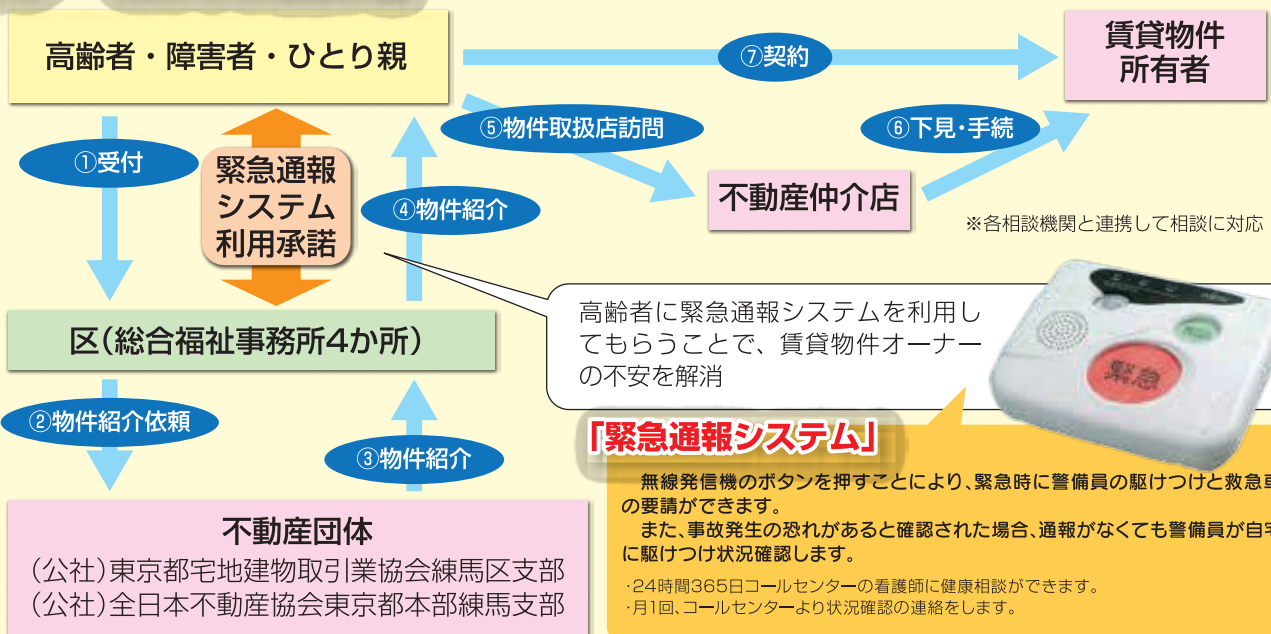 高齢者・障害者・ひとり親
賃貸物件
所有者
⑦契約
⑤物件取扱店訪問
⑥下見・手続
①受付
緊急通報
システム
利用承諾
④物件紹介
不動産仲介店
※各相談機関と連携して相談に対応
区(総合福祉事務所4か所)
高齢者に緊急通報システムを利用し
てもらうことで、賃貸物件オーナー
の不安を解消
緊急
②物件紹介依頼
③物件紹介
「緊急通報システム」
無線発信機のボタンを押すことにより、緊急時に警備員の駆けつけと救急車
の要請ができます。
また、事故発生の恐れがあると確認された場合、通報がなくても警備員が自宅
に駆けつけ状況確認します。
・24時間365日コールセンターの看護師に健康相談ができます。
・月1回、コールセンターより状況確認の連絡をします。
不動産団体
(公社)東京都宅地建物取引業協会練馬区支部
(公社)全日本不動産協会東京都本部練馬支部